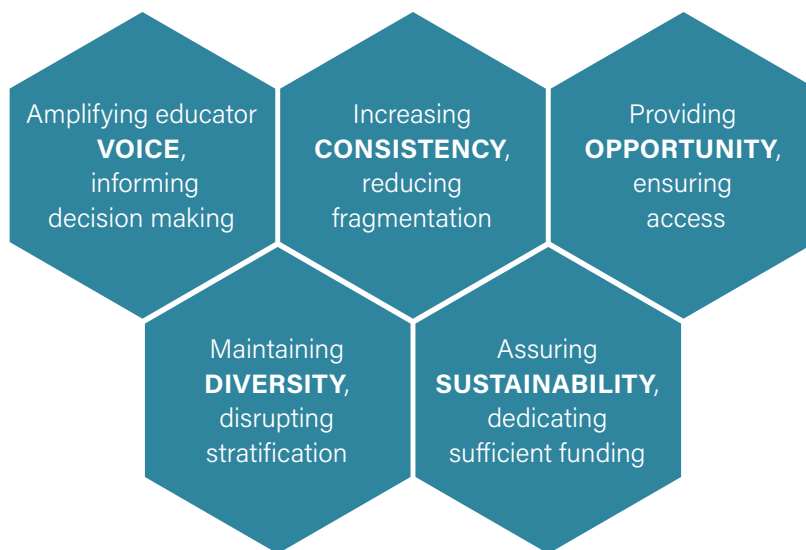 Amplifying educator
VOICE,
informing
decision making
Increasing
CONSISTENCY,
reducing
fragmentation
Providing
OPPORTUNITY,
ensuring
access
Maintaining
DIVERSITY,
disrupting
stratification
Assuring
SUSTAINABILITY,
dedicating
sufficient funding